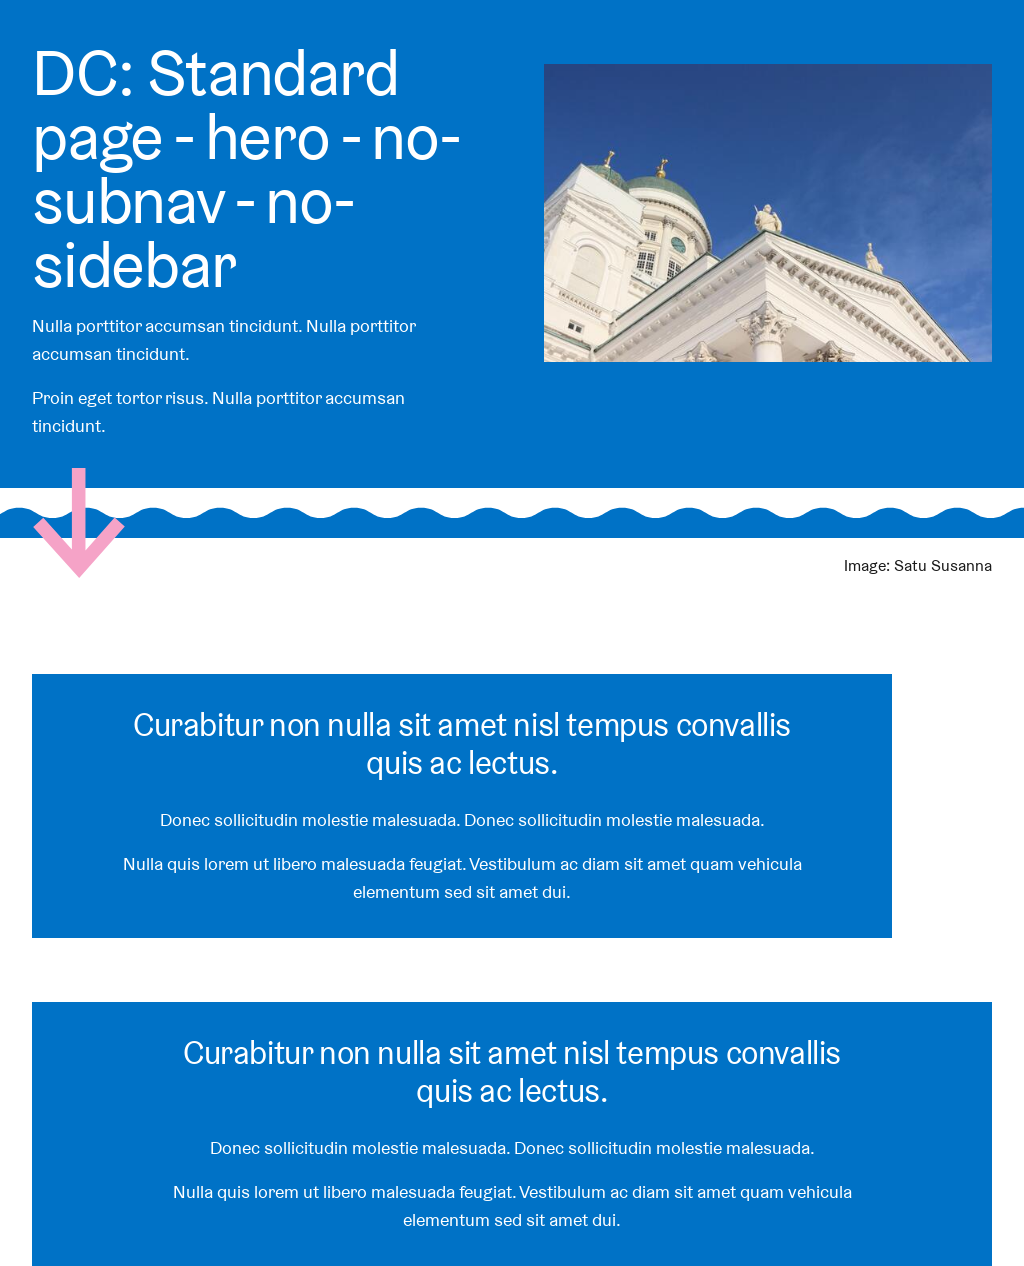 DC: Standard
page - hero - no-
subnav - no-
sidebar
Nulla porttitor accumsan tincidunt. Nulla porttitor
accumsan tincidunt.
Proin eget tortor risus. Nulla porttitor accumsan
tincidunt.
Image: Satu Susanna
Curabitur non nulla sit amet nisl tempus convallis
quis ac lectus.
Donec sollicitudin molestie malesuada. Donec sollicitudin molestie malesuada.
Nulla quis lorem ut libero malesuada feugiat. Vestibulum ac diam sit amet quam vehicula
elementum sed sit amet dui.
Curabitur non nulla sit amet nisl tempus convallis
quis ac lectus.
Donec sollicitudin molestie malesuada. Donec sollicitudin molestie malesuada.
Nulla quis lorem ut libero malesuada feugiat. Vestibulum ac diam sit amet quam vehicula
elementum sed sit amet dui.